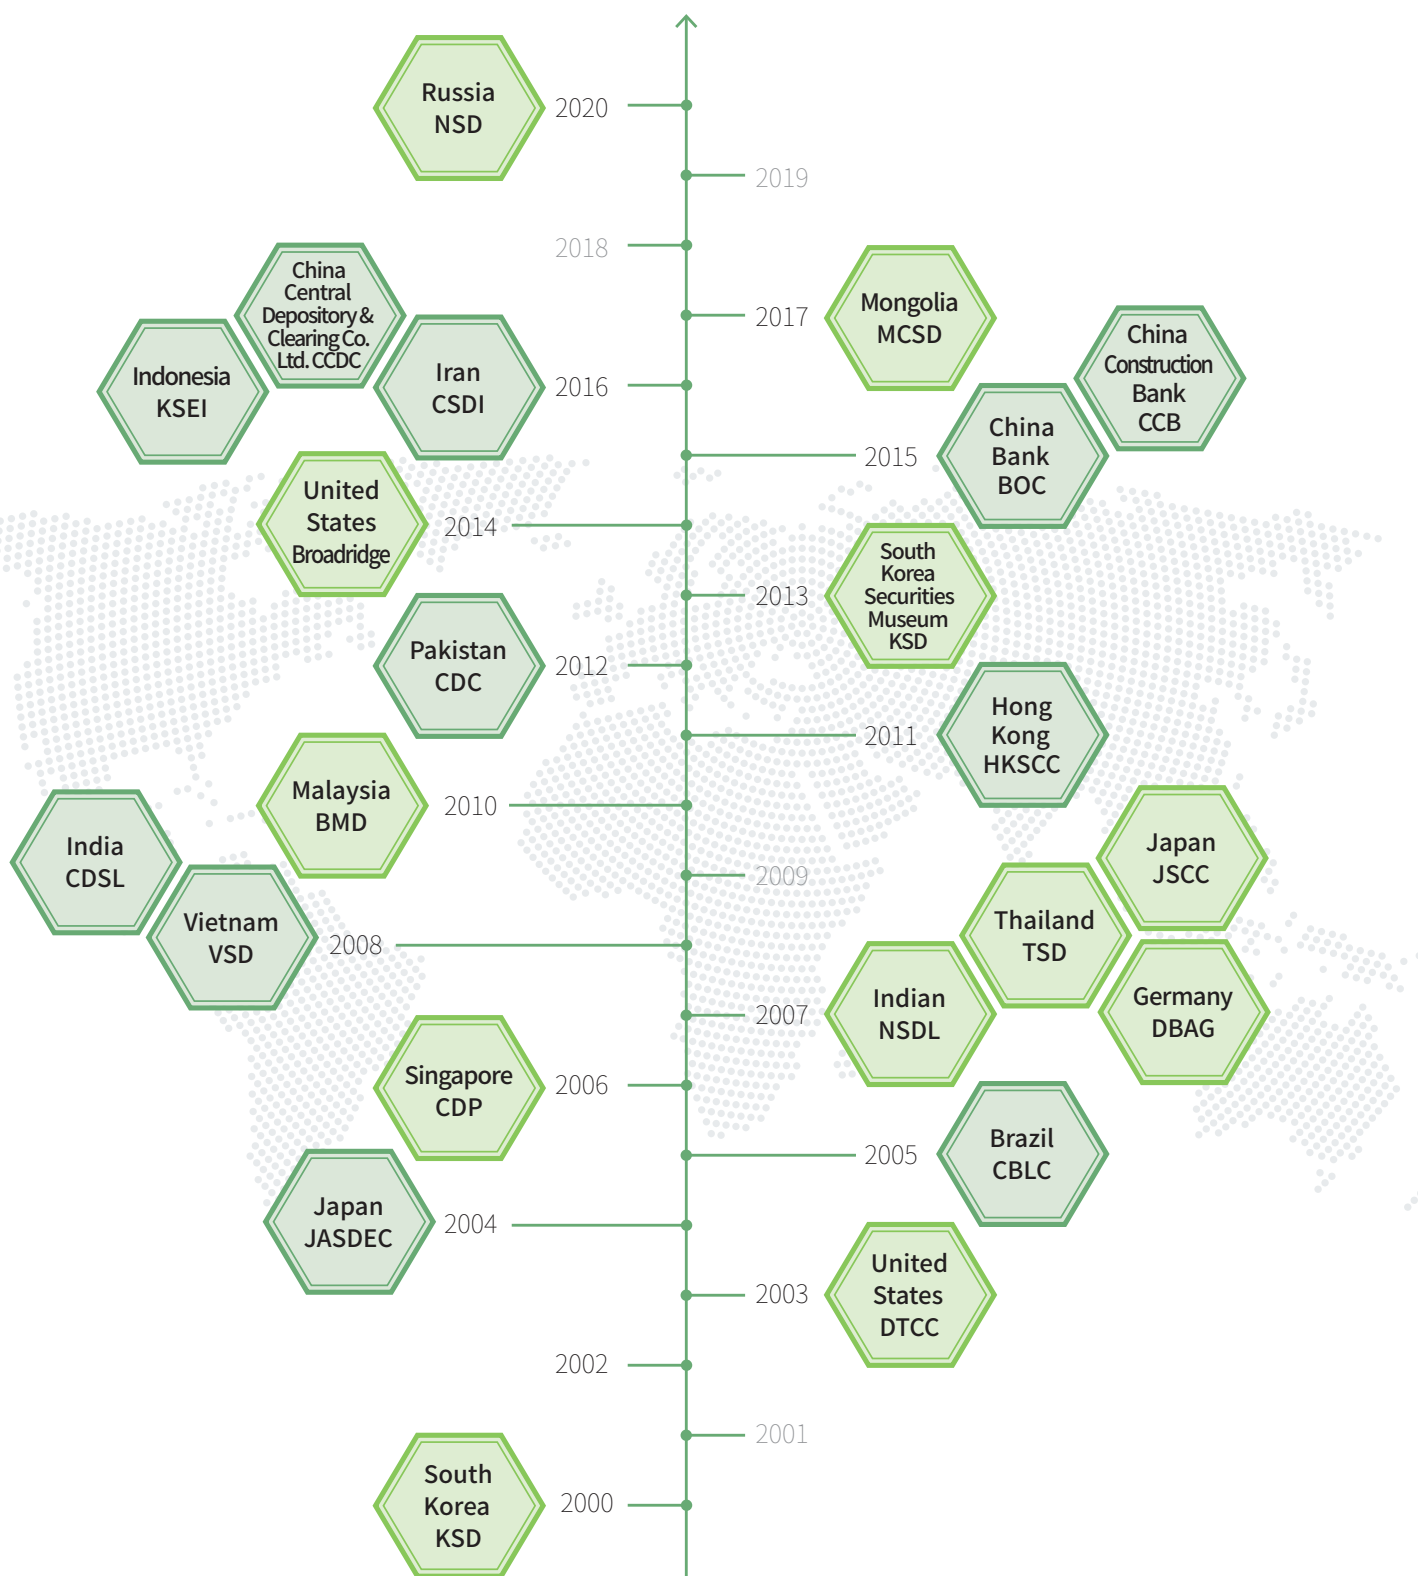 Russia
NSD
2020
2019
2018
China
Central
Depository &
Clearing Co.
Ltd. CCDC
Indonesia
KSEI
Iran
CSDI
2016
2017
Mongolia
MCSD
China
Construction
Bank
CCB
China
Bank
BOC
2015
United
States
Broadridge
2014
2013
South
Korea
Securities
Museum
KSD
Pakistan
CDC
2012
2011
Hong
Kong
HKSCC
Malaysia
BMD
2010
2009
India
CDSL
Vietnam
VSD
2008
Japan
JSCC
Thailand
TSD
Germany
DBAG
2007
Indian
NSDL
Singapore
CDP
2006
2005
Brazil
CBLC
Japan
JASDEC
2004
2003
United
States
DTCC
2002
2001
South
Korea
KSD
2000